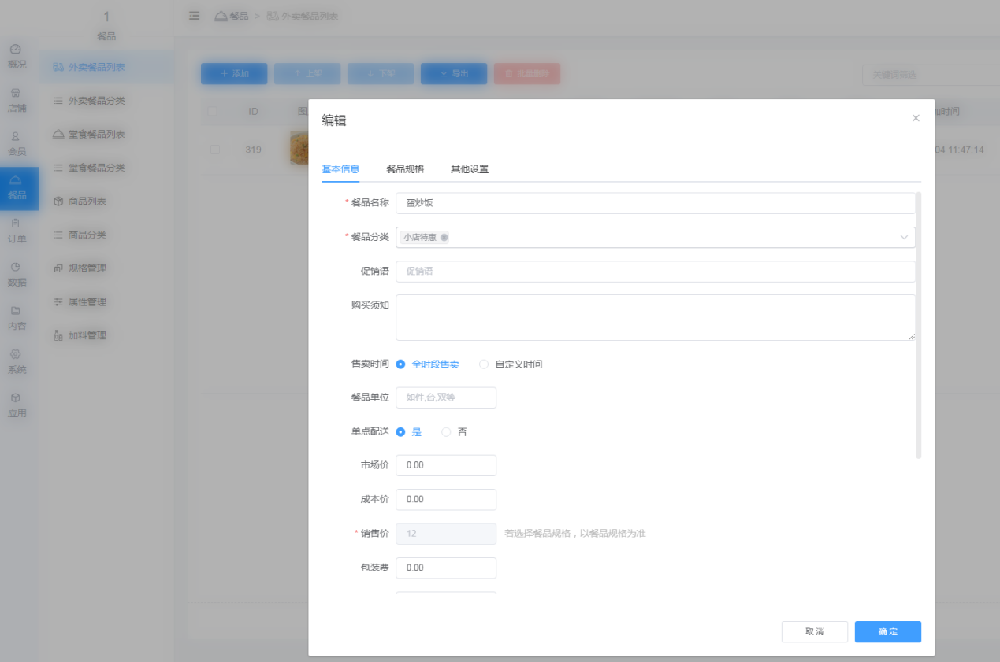 1
餐品
餐品 > 外卖餐品列表
概况
店铺
会员
餐品
订单
数据
内容
系统
应用
外卖餐品列表
外卖餐品分类
堂食餐品列表
堂食餐品分类
商品列表
商品分类
规格管理
属性管理
加料管理
+ 添加
上架
下架
导出
批量删除
关键词筛选
ID
图
加时间
319
04 11:47:14
编辑
基本信息 餐品规格 其他设置
* 餐品名称 蛋炒饭
* 餐品分类 小店特惠
促销语 促销语
购买须知
售卖时间 全时段售卖 自定义时间
餐品单位 如件,台,双等
单点配送 是 否
市场价 0.00
成本价 0.00
* 销售价 12 若选择餐品规格，以餐品规格为准
包装费 0.00
取消 确定